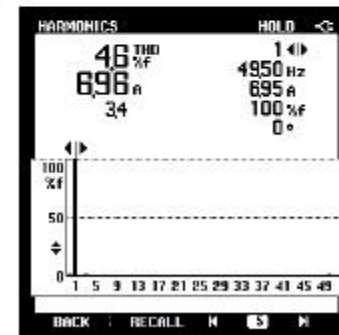 HARMONICS HOLD
4,6 THD %f
6,96 A
3,4
1
49,50 Hz
6,95 A
100 %f
0°
100
%f
50
0
1 5 9 13 17 21 25 29 33 37 41 45 49
BACK RECALL 5